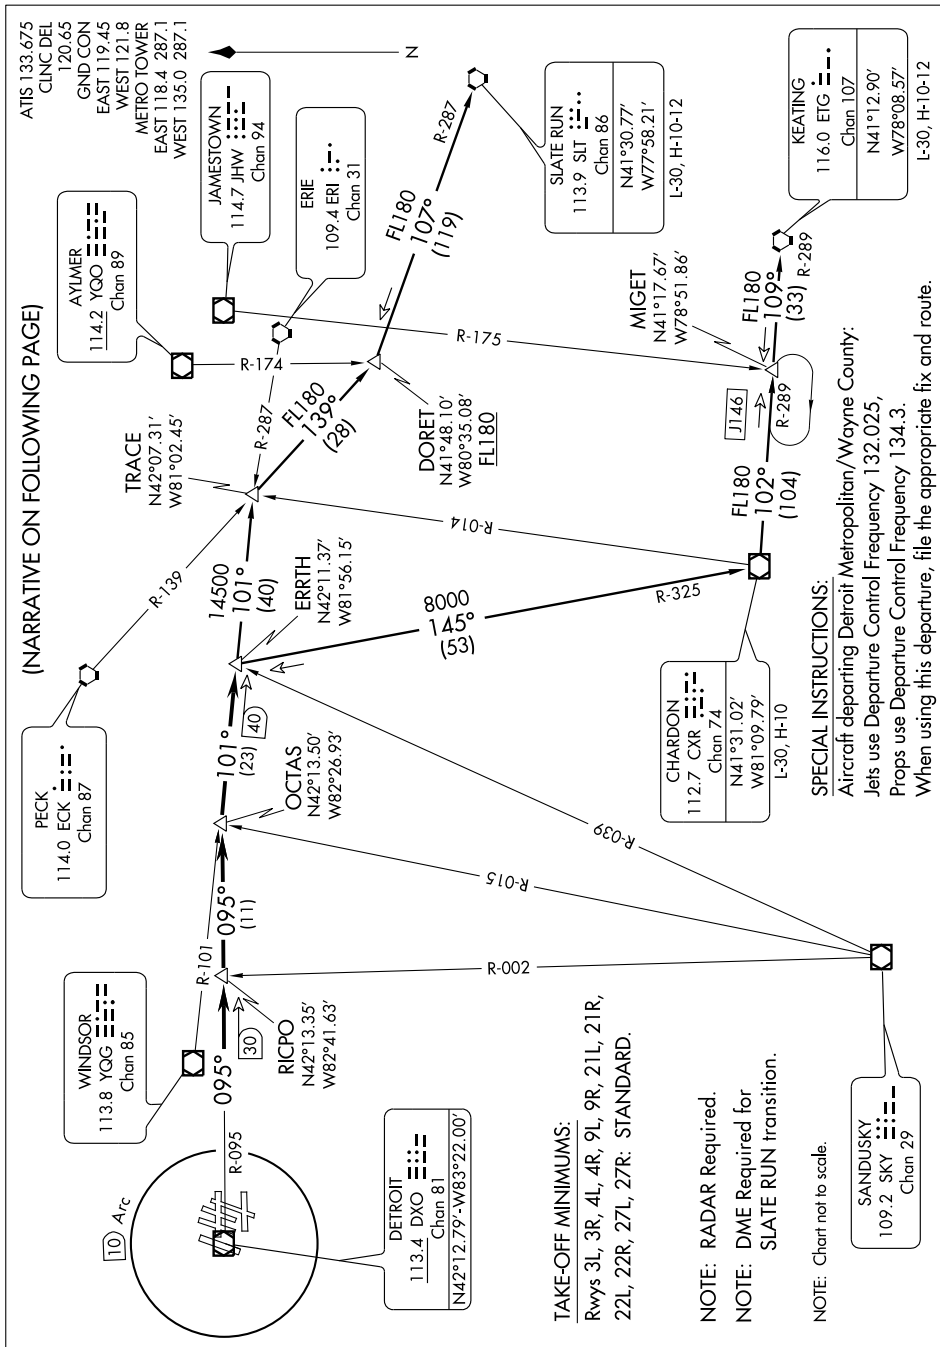 (NARRATIVE ON FOLLOWING PAGE)
ATIS 133.675
CLNC DEL
120.65
GND CON
EAST 119.45
WEST 121.8
METRO TOWER
EAST 118.4 287.1
WEST 135.0 287.1
N
10 Arc
DETROIT
113.4 DXO
Chan 81
N42°12.79'-W83°22.00'
R-095
095°
30
WINDSOR
113.8 YQG
Chan 85
R-101
RICPO
N42°13.35'
W82°41.63'
095°
(11)
OCTAS
N42°13.50'
W82°26.93'
101°
(23)
40
PECK
114.0 ECK
Chan 87
R-139
ERRTH
N42°11.37'
W81°56.15'
14500
101°
(40)
TRACE
N42°07.31'
W81°02.45'
AYLMER
114.2 YQO
Chan 89
R-174
JAMESTOWN
114.7 JHW
Chan 94
R-175
ERIE
109.4 ERI
Chan 31
R-287
FL180
139°
(28)
DORET
N41°48.10'
W80°35.08'
FL180
FL180
107°
(119)
R-287
SLATE RUN
113.9 SLT
Chan 86
N41°30.77'
W77°58.21'
L-30, H-10-12
8000
145°
(53)
R-325
R-014
CHARDON
112.7 CXR
Chan 74
N41°31.02'
W81°09.79'
L-30, H-10
FL180
102°
(104)
J146
R-289
MIGET
N41°17.67'
W78°51.86'
FL180
109°
(33)
R-289
KEATING
116.0 ETG
Chan 107
N41°12.90'
W78°08.57'
L-30, H-10-12
R-002
R-015
R-039
SANDUSKY
109.2 SKY
Chan 29
TAKE-OFF MINIMUMS:
Rwys 3L, 3R, 4L, 4R, 9L, 9R, 21L, 21R,
22L, 22R, 27L, 27R: STANDARD.
NOTE: RADAR Required.
NOTE: DME Required for
SLATE RUN transition.
NOTE: Chart not to scale.
SPECIAL INSTRUCTIONS:
Aircraft departing Detroit Metropolitan/Wayne County:
Jets use Departure Control Frequency 132.025,
Props use Departure Control Frequency 134.3.
When using this departure, file the appropriate fix and route.